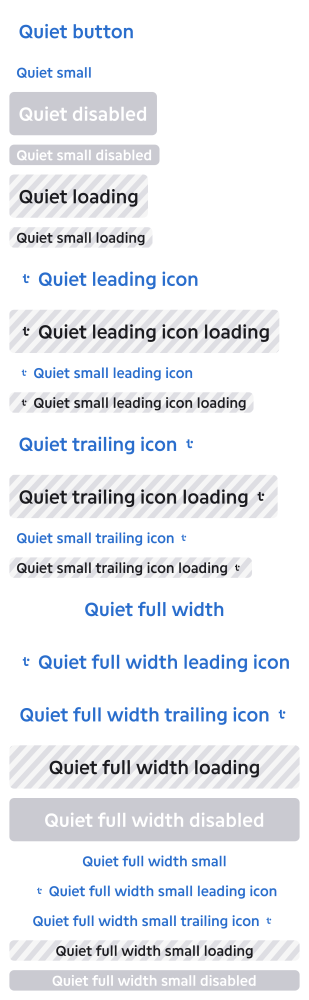 Quiet button
Quiet small
Quiet disabled
Quiet small disabled
Quiet loading
Quiet small loading
Quiet leading icon
Quiet leading icon loading
Quiet small leading icon
Quiet small leading icon loading
Quiet trailing icon
Quiet trailing icon loading
Quiet small trailing icon
Quiet small trailing icon loading
Quiet full width
Quiet full width leading icon
Quiet full width trailing icon
Quiet full width loading
Quiet full width disabled
Quiet full width small
Quiet full width small leading icon
Quiet full width small trailing icon
Quiet full width small loading
Quiet full width small disabled